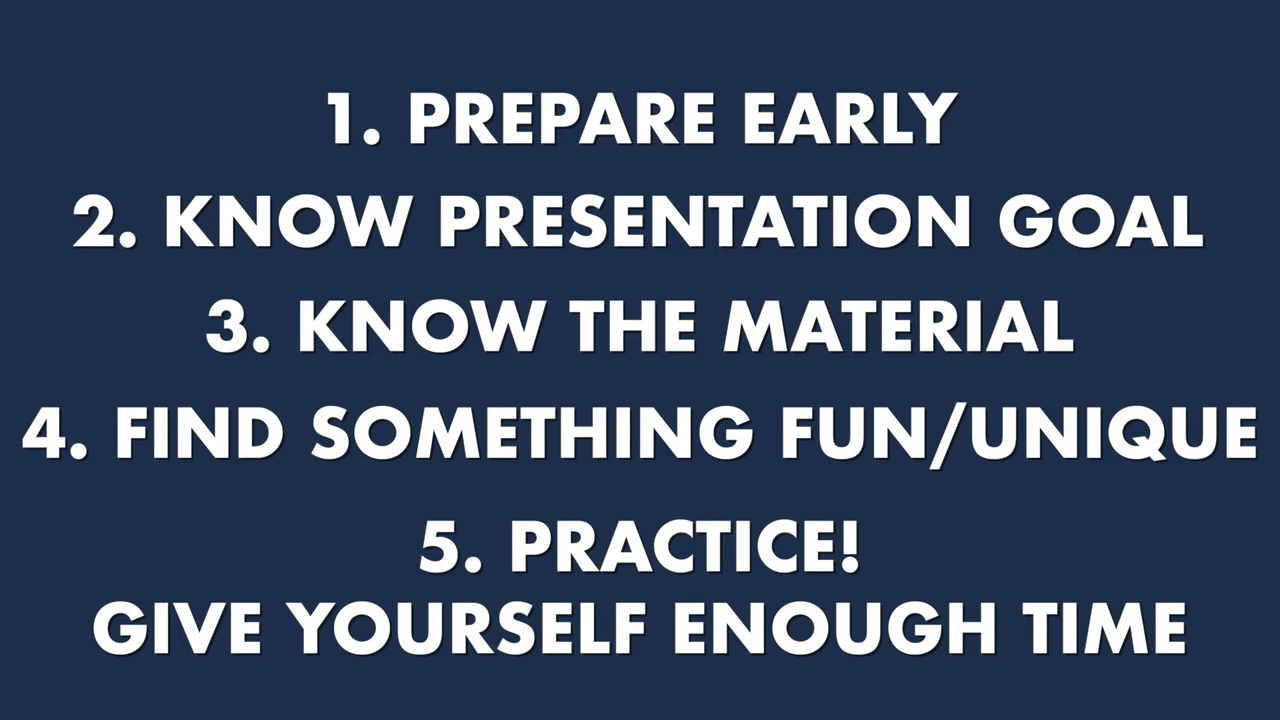 1. PREPARE EARLY
2. KNOW PRESENTATION GOAL
3. KNOW THE MATERIAL
4. FIND SOMETHING FUN/UNIQUE
5. PRACTICE!
GIVE YOURSELF ENOUGH TIME